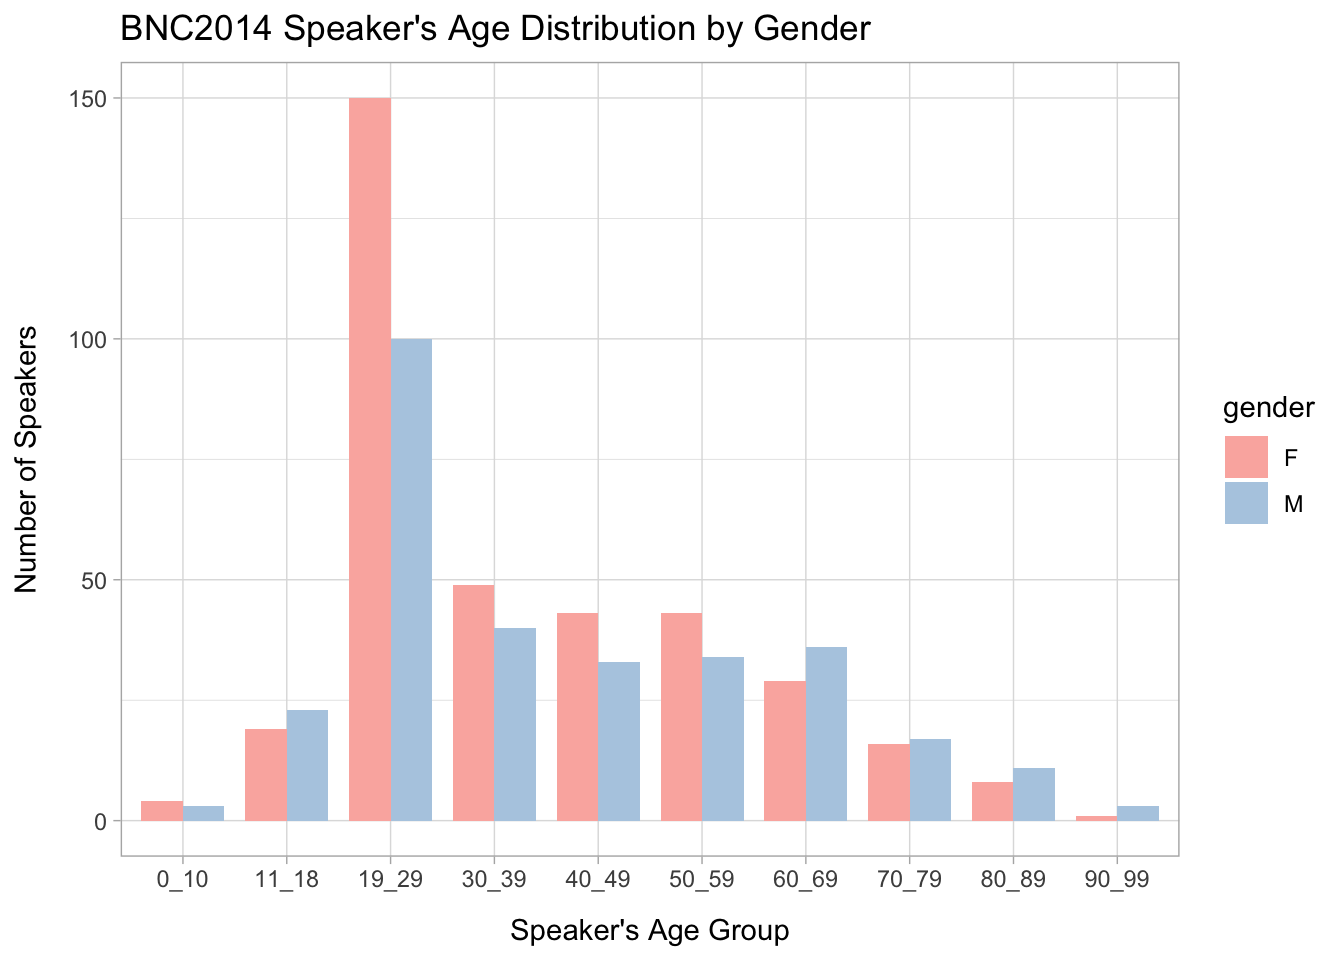 BNC2014 Speaker's Age Distribution by Gender
150
100
50
0
Number of Speakers
0_10 11_18 19_29 30_39 40_49 50_59 60_69 70_79 80_89 90_99
Speaker's Age Group
gender
F
M